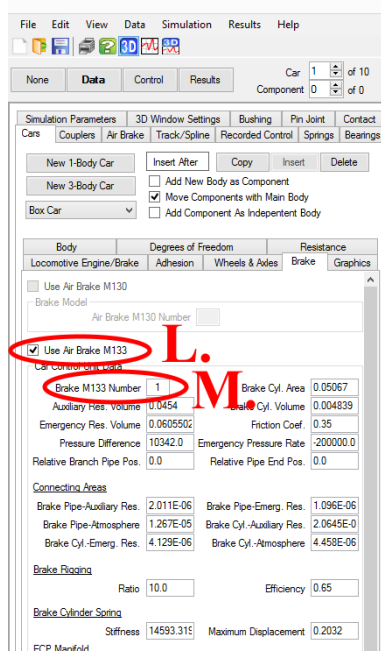 File Edit View Data Simulation Results Help
3D
None Data Control Results Car 1 of 10
Component 0 of 0
Simulation Parameters 3D Window Settings Bushing Pin Joint Contact
Cars Couplers Air Brake Track/Spline Recorded Control Springs Bearings
New 1-Body Car Insert After Copy Insert Delete
New 3-Body Car Add New Body as Component
Move Components with Main Body
Box Car Add Component As Indepentent Body
Body Degrees of Freedom Resistance
Locomotive Engine/Brake Adhesion Wheels & Axles Brake Graphics
Use Air Brake M130
Brake Model
Air Brake M130 Number
Use Air Brake M133 L.
Car Control Unit Data
Brake M133 Number 1 M. Brake Cyl. Area 0.05067
Auxiliary Res. Volume 0.0454 Brake Cyl. Volume 0.004839
Emergency Res. Volume 0.0605502 Friction Coef. 0.35
Pressure Difference 10342.0 Emergency Pressure Rate -200000.0
Relative Branch Pipe Pos. 0.0 Relative Pipe End Pos. 0.0
Connecting Areas
Brake Pipe-Auxiliary Res. 2.011E-06 Brake Pipe-Emerg. Res. 1.096E-06
Brake Pipe-Atmosphere 1.267E-05 Brake Cyl.-Auxiliary Res. 2.0645E-0
Brake Cyl.-Emerg. Res. 4.129E-06 Brake Cyl.-Atmosphere 4.458E-06
Brake Rigging
Ratio 10.0 Efficiency 0.65
Brake Cylinder Spring
Stiffness 14593.319 Maximum Displacement 0.2032
ECP Manifold